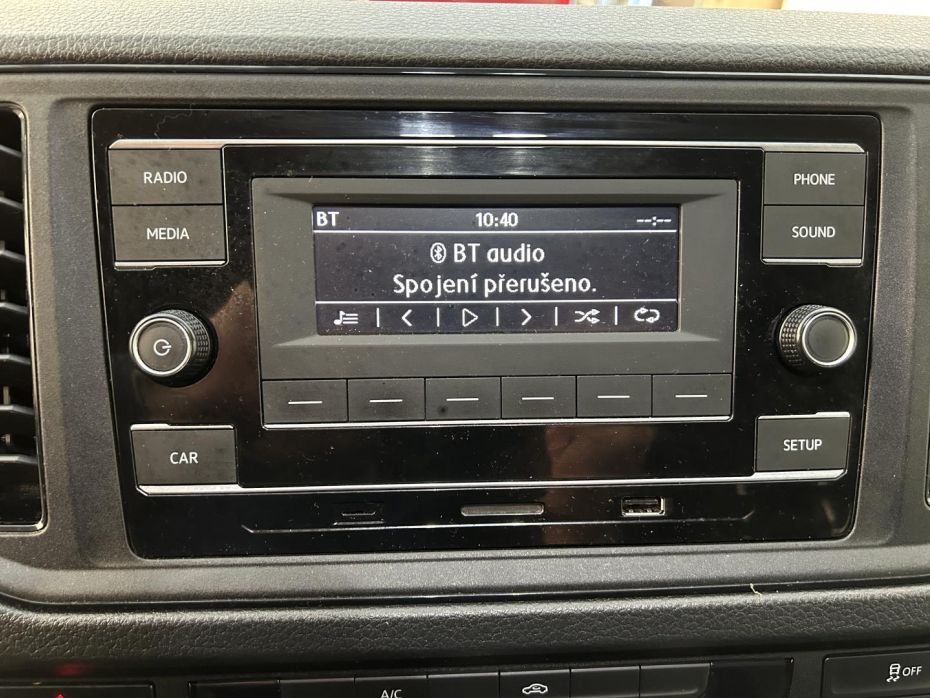 RADIO
MEDIA
PHONE
SOUND
BT 10:40 --:--
BT audio
Spojení přerušeno.
CAR
SETUP
A/C
OFF